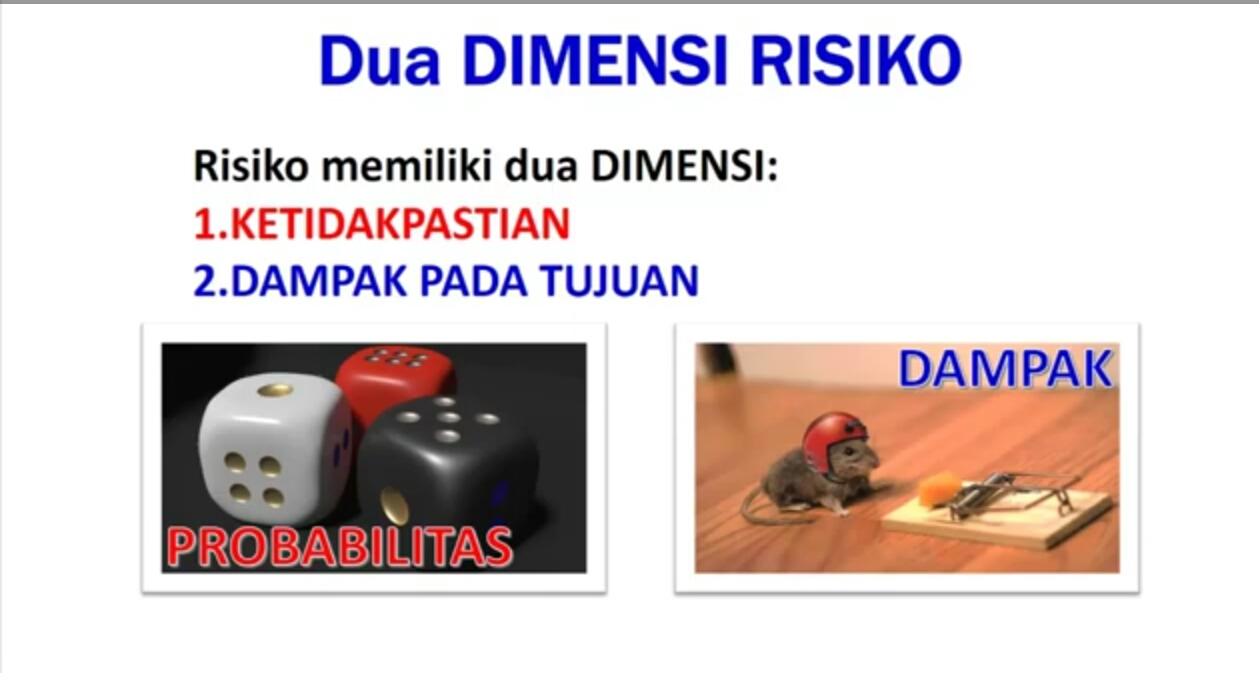 Dua DIMENSI RISIKO
Risiko memiliki dua DIMENSI:
1.KETIDAKPASTIAN
2.DAMPAK PADA TUJUAN
PROBABILITAS
DAMPAK